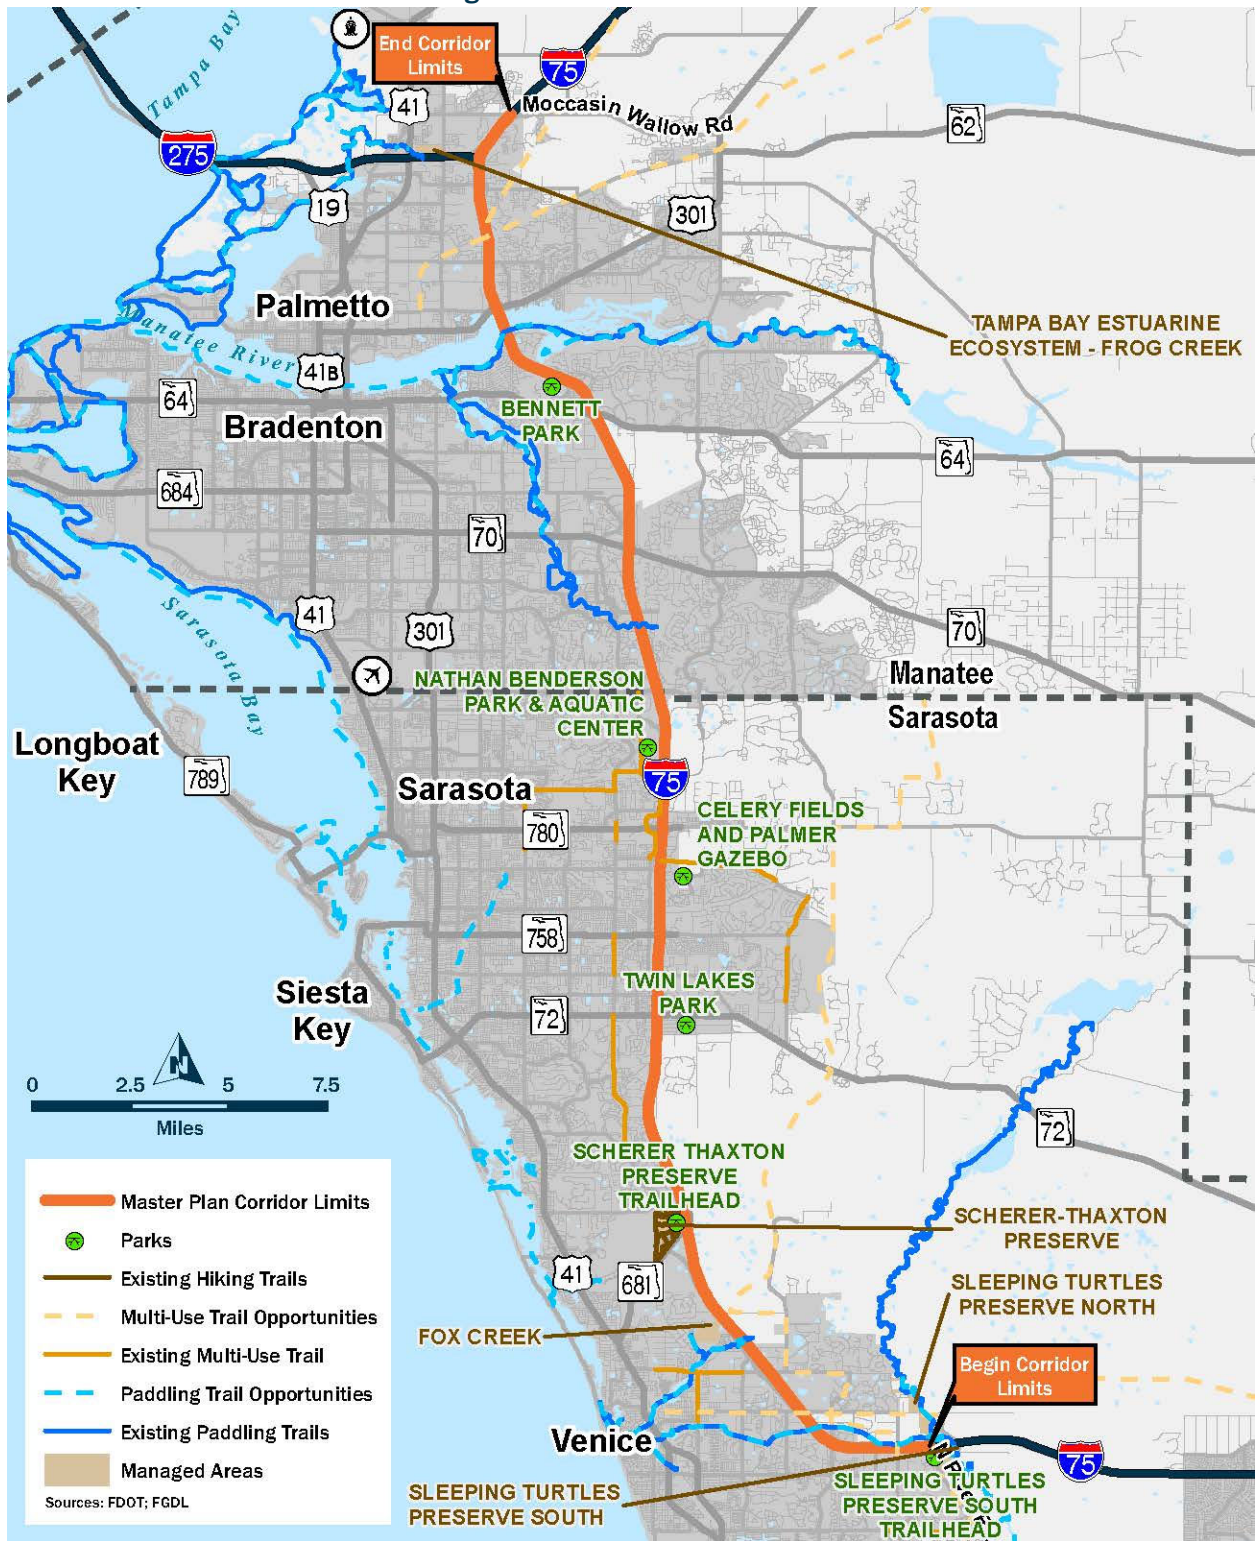 Tampa Bay
End Corridor
Limits
75
41
Moccasin Wallow Rd
62
275
19
301
Palmetto
TAMPA BAY ESTUARINE
ECOSYSTEM - FROG CREEK
Manatee River
41B
64
BENNETT
PARK
Bradenton
64
684
70
Sarasota Bay
41
301
70
Manatee
NATHAN BENDERSON
PARK & AQUATIC
CENTER
Sarasota
Longboat
Key
789
Sarasota
75
780
CELERY FIELDS
AND PALMER
GAZEBO
758
TWIN LAKES
PARK
Siesta
Key
72
N
0 2.5 5 7.5
Miles
72
SCHERER THAXTON
PRESERVE
TRAILHEAD
SCHERER-THAXTON
PRESERVE
41
681
SLEEPING TURTLES
PRESERVE NORTH
FOX CREEK
Begin Corridor
Limits
Venice
75
SLEEPING TURTLES
PRESERVE SOUTH
SLEEPING TURTLES
PRESERVE SOUTH
TRAILHEAD
Master Plan Corridor Limits
Parks
Existing Hiking Trails
Multi-Use Trail Opportunities
Existing Multi-Use Trail
Paddling Trail Opportunities
Existing Paddling Trails
Managed Areas
Sources: FDOT; FGDL